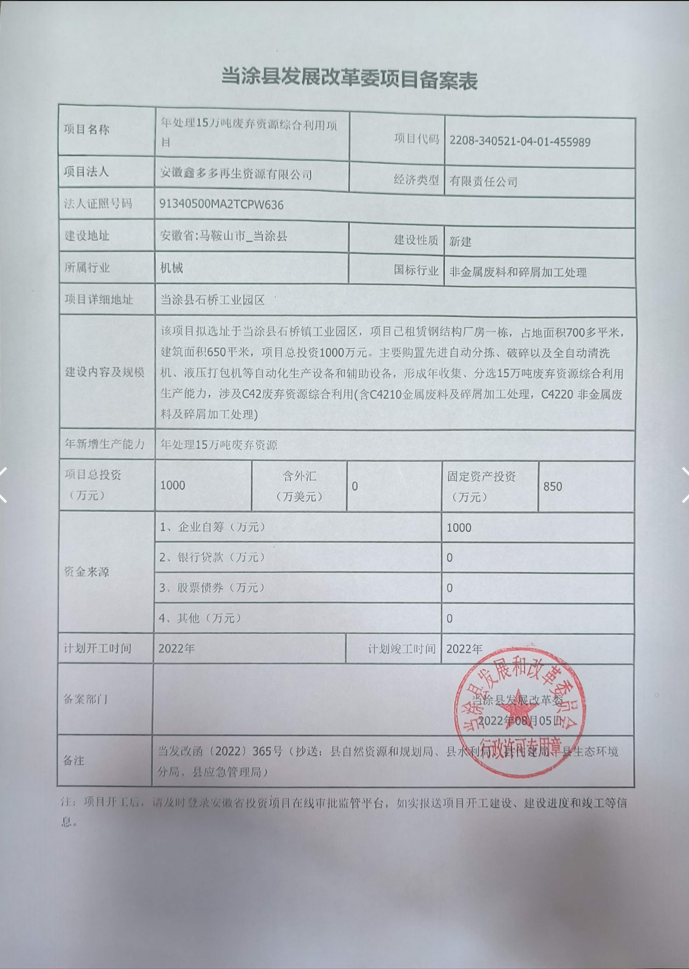 当涂县发展改革委项目备案表
项目名称
年处理15万吨废弃资源综合利用项
目
项目代码
2208-340521-04-01-455989
项目法人
安徽鑫多多再生资源有限公司
经济类型
有限责任公司
法人证照号码
91340500MA2TCPW636
建设地址
安徽省:马鞍山市_当涂县
建设性质
新建
所属行业
机械
国标行业
非金属废料和碎屑加工处理
项目详细地址
当涂县石桥工业园区
建设内容及规模
该项目拟选址于当涂县石桥镇工业园区，项目已租赁钢结构厂房一栋，占地面积700多平米，
建筑面积650平米，项目总投资1000万元。主要购置先进自动分拣、破碎以及全自动清洗
机、液压打包机等自动化生产设备和辅助设备，形成年收集、分选15万吨废弃资源综合利用
生产能力，涉及C42废弃资源综合利用(含C4210金属废料及碎屑加工处理，C4220 非金属废
料及碎屑加工处理)
年新增生产能力
年处理15万吨废弃资源
项目总投资
（万元）
1000
含外汇
（万美元）
0
固定资产投资
（万元）
850
资金来源
1、企业自筹（万元）
1000
2、银行贷款（万元）
0
3、股票债券（万元）
0
4、其他（万元）
0
计划开工时间
2022年
计划竣工时间
2022年
备案部门
当涂县发展改革委
2022年08月05日
当涂县发展和改革委员会
行政许可专用章
备注
当发改函〔2022〕365号（抄送：县自然资源和规划局、县水利局、县生态环境
分局、县应急管理局）
注：项目开工后，请及时登录安徽省投资项目在线审批监管平台，如实报送项目开工建设、建设进度和竣工等信
息。